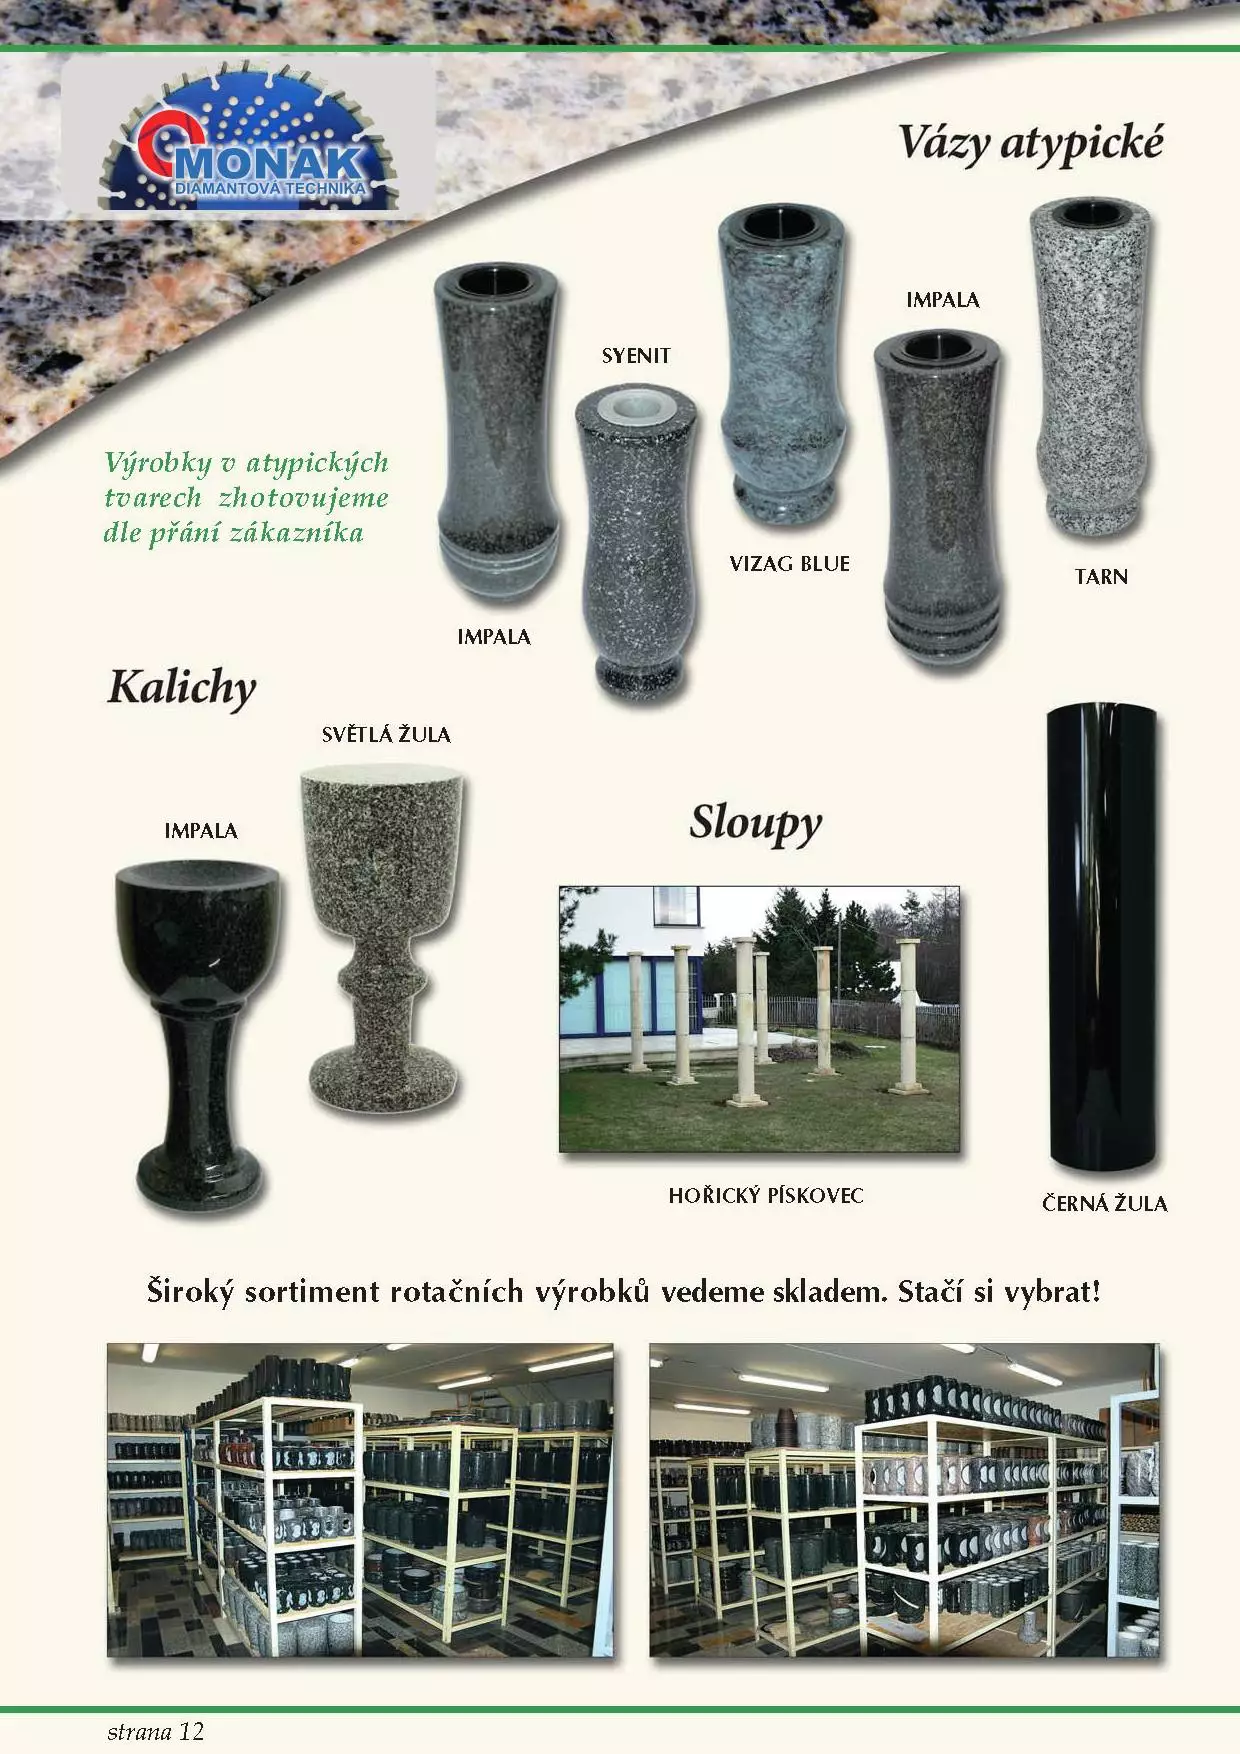 MONAK
DIAMANTOVÁ TECHNIKA
Vázy atypické
IMPALA
SYENIT
Výrobky v atypických
tvarech zhotovujeme
dle přání zákazníka
VIZAG BLUE
TARN
IMPALA
Kalichy
SVĚTLÁ ŽULA
IMPALA
Sloupy
HOŘICKÝ PÍSKOVEC
ČERNÁ ŽULA
Široký sortiment rotačních výrobků vedeme skladem. Stačí si vybrat!
strana 12